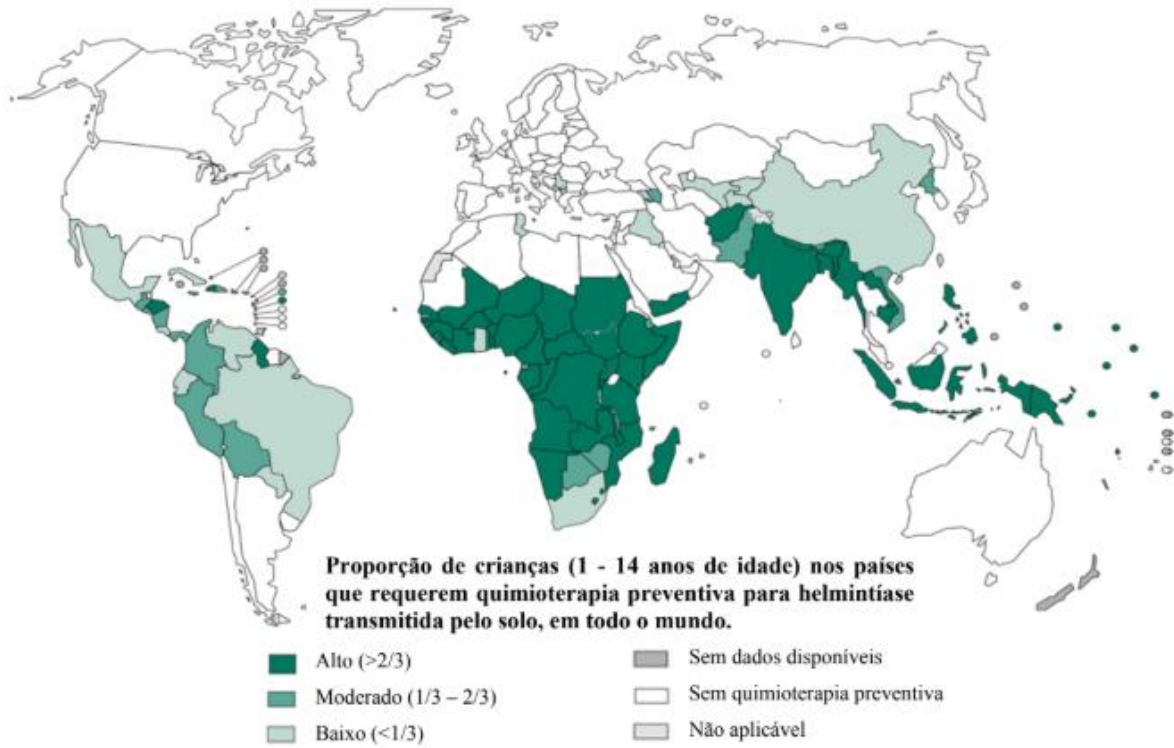 Proporção de crianças (1 - 14 anos de idade) nos países
que requerem quimioterapia preventiva para helmintíase
transmitida pelo solo, em todo o mundo.
Alto (>2/3)
Moderado (1/3 – 2/3)
Baixo (<1/3)
Sem dados disponíveis
Sem quimioterapia preventiva
Não aplicável